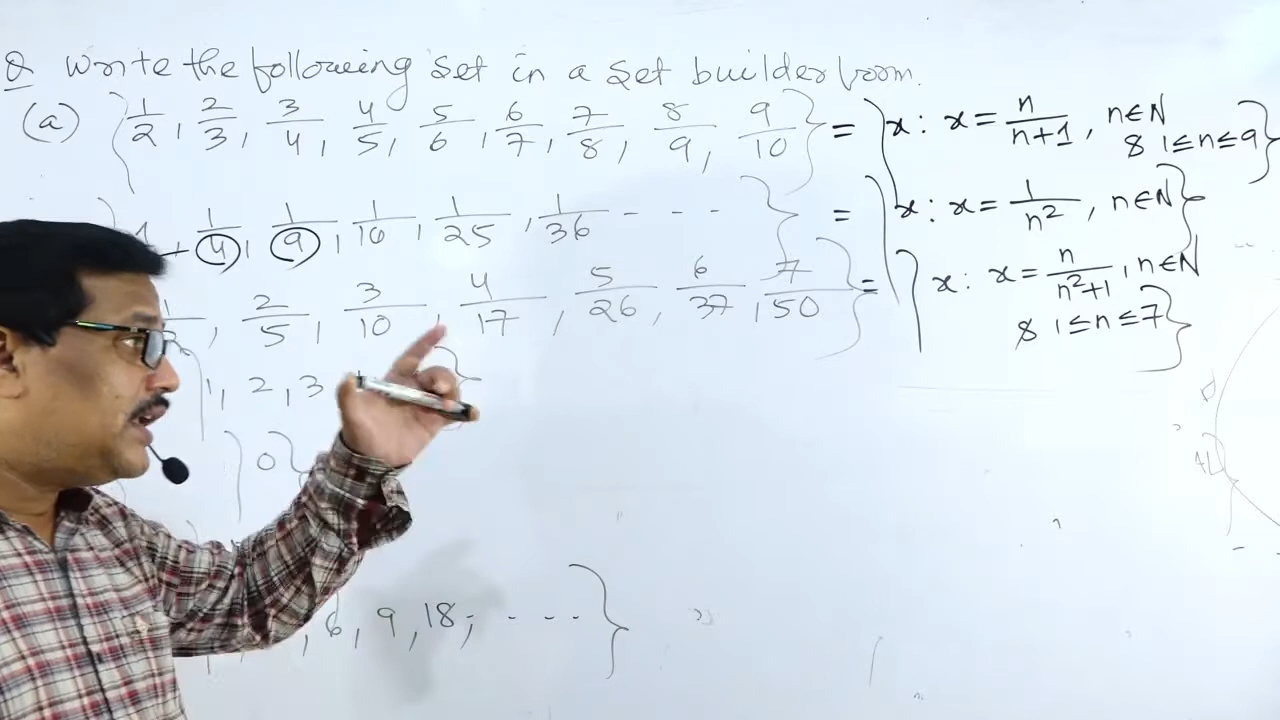 Q Write the following set in a set builder form.
(a) { 1/2, 2/3, 3/4, 4/5, 5/6, 6/7, 7/8, 8/9, 9/10 } = { x : x = n/(n+1), n∈N & 1≤n≤9 }
1/4, 1/9, 1/16, 1/25, 1/36 - - - } = { x : x = 1/n², n∈N }
2/5, 3/10, 4/17, 5/26, 6/37, 7/50 } = { x : x = n/(n²+1), n∈N & 1≤n≤7 }
{ 1, 2, 3 }
{ 0 }
6, 9, 18, - - - }